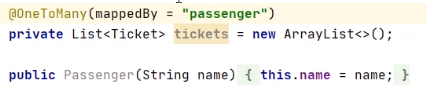 @OneToMany(mappedBy = "passenger")
private List<Ticket> tickets = new ArrayList<>();
public Passenger(String name) { this.name = name; }